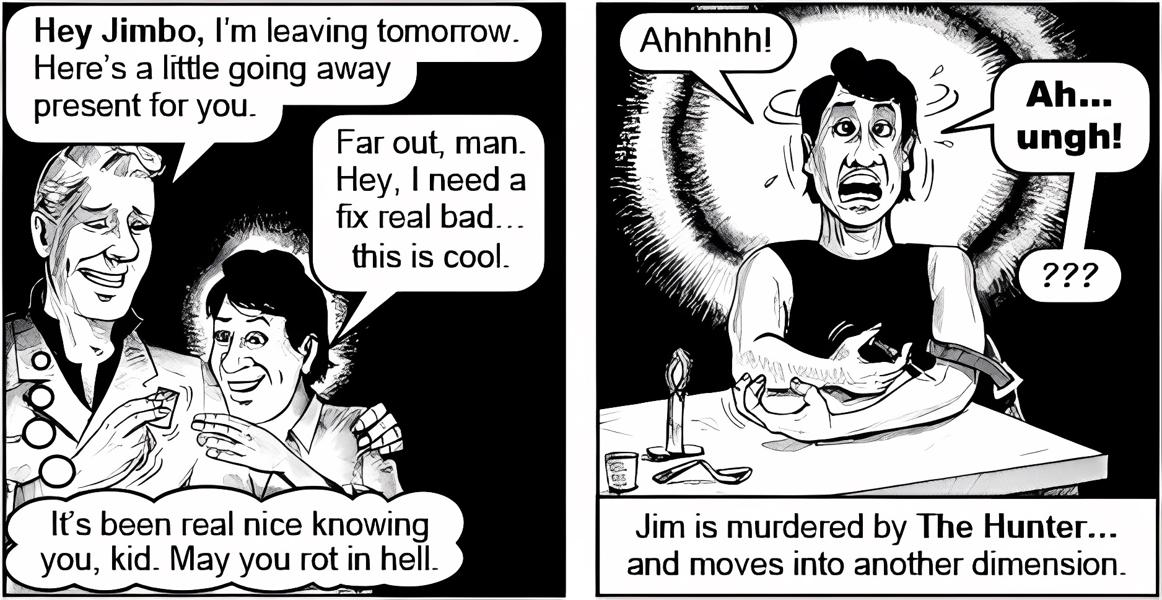 Hey Jimbo, I'm leaving tomorrow.
Here's a little going away
present for you.
Far out, man.
Hey, I need a
fix real bad...
this is cool.
It's been real nice knowing
you, kid. May you rot in hell.
Ahhhhh!
Ah...
ungh!
???
Jim is murdered by The Hunter...
and moves into another dimension.